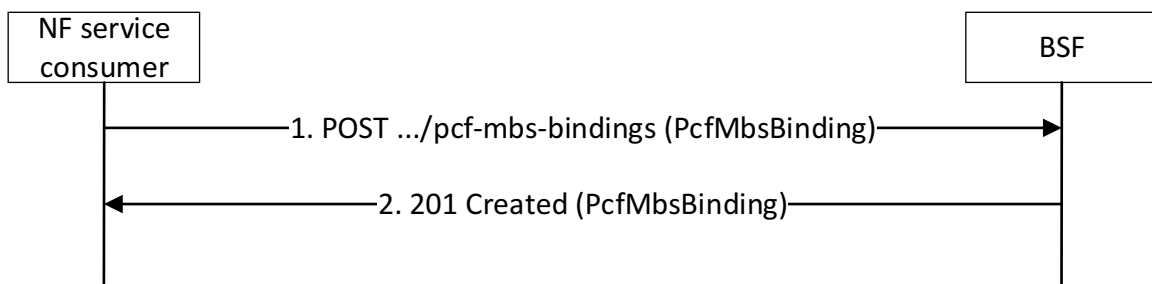 NF service
consumer
BSF
1. POST .../pcf-mbs-bindings (PcfMbsBinding)
2. 201 Created (PcfMbsBinding)